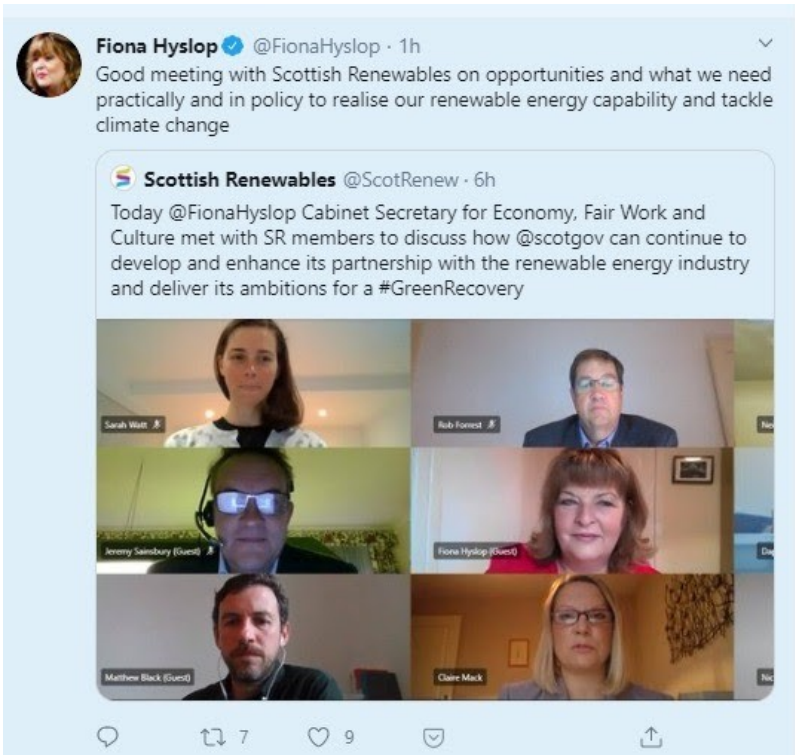 Fiona Hyslop @FionaHyslop · 1h
Good meeting with Scottish Renewables on opportunities and what we need
practically and in policy to realise our renewable energy capability and tackle
climate change
Scottish Renewables @ScotRenew · 6h
Today @FionaHyslop Cabinet Secretary for Economy, Fair Work and
Culture met with SR members to discuss how @scotgov can continue to
develop and enhance its partnership with the renewable energy industry
and deliver its ambitions for a #GreenRecovery
Sarah Watt
Rob Forrest
Ne
Jeremy Sainsbury (Guest)
Fiona Hyslop (Guest)
Da
Matthew Black (Guest)
Claire Mack
Nic
7
9